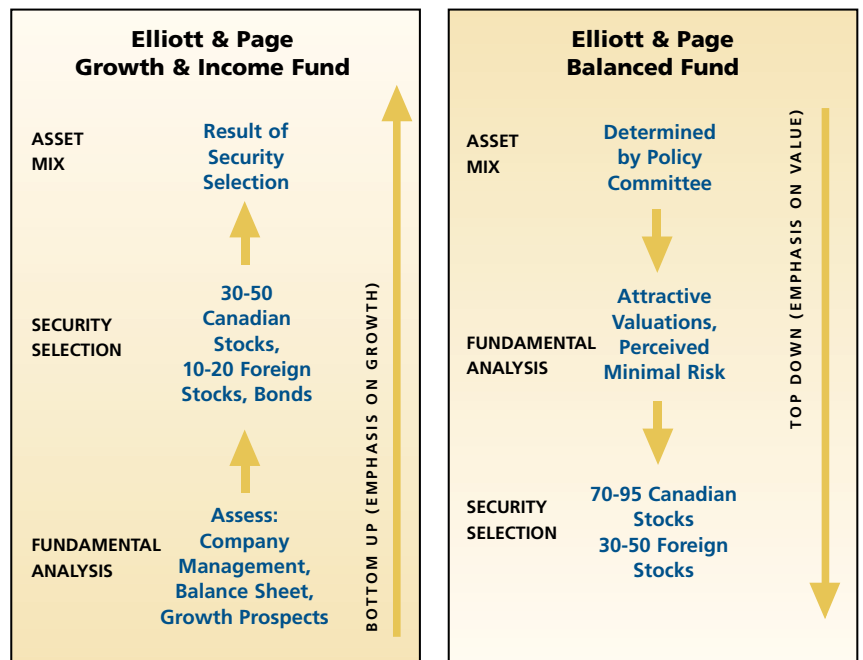 Elliott & Page
Growth & Income Fund
ASSET
MIX
Result of
Security
Selection
SECURITY
SELECTION
30-50
Canadian
Stocks,
10-20 Foreign
Stocks, Bonds
FUNDAMENTAL
ANALYSIS
Assess:
Company
Management,
Balance Sheet,
Growth Prospects
BOTTOM UP (EMPHASIS ON GROWTH)
Elliott & Page
Balanced Fund
ASSET
MIX
Determined
by Policy
Committee
FUNDAMENTAL
ANALYSIS
Attractive
Valuations,
Perceived
Minimal Risk
SECURITY
SELECTION
70-95 Canadian
Stocks
30-50 Foreign
Stocks
TOP DOWN (EMPHASIS ON VALUE)